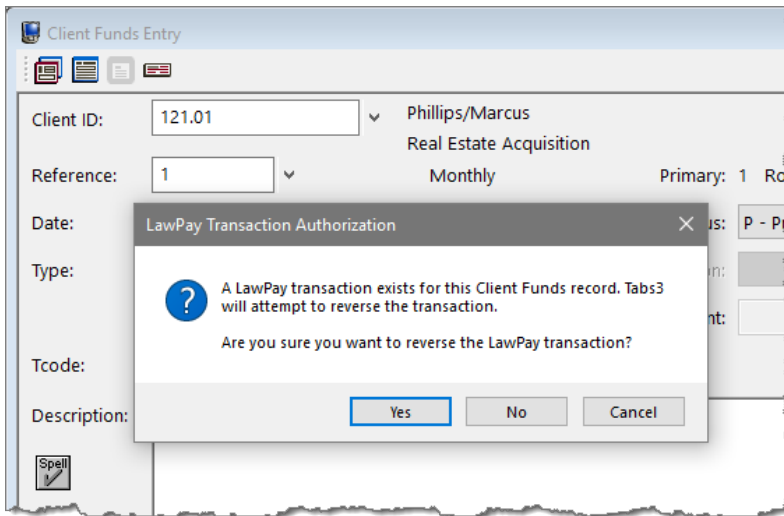 Client Funds Entry
Client ID: 121.01 Phillips/Marcus
Real Estate Acquisition
Reference: 1 Monthly Primary: 1
Date: LawPay Transaction Authorization us: P - P
Type: A LawPay transaction exists for this Client Funds record. Tabs3
will attempt to reverse the transaction.
Are you sure you want to reverse the LawPay transaction?
Tcode:
Yes No Cancel
Description:
Spell